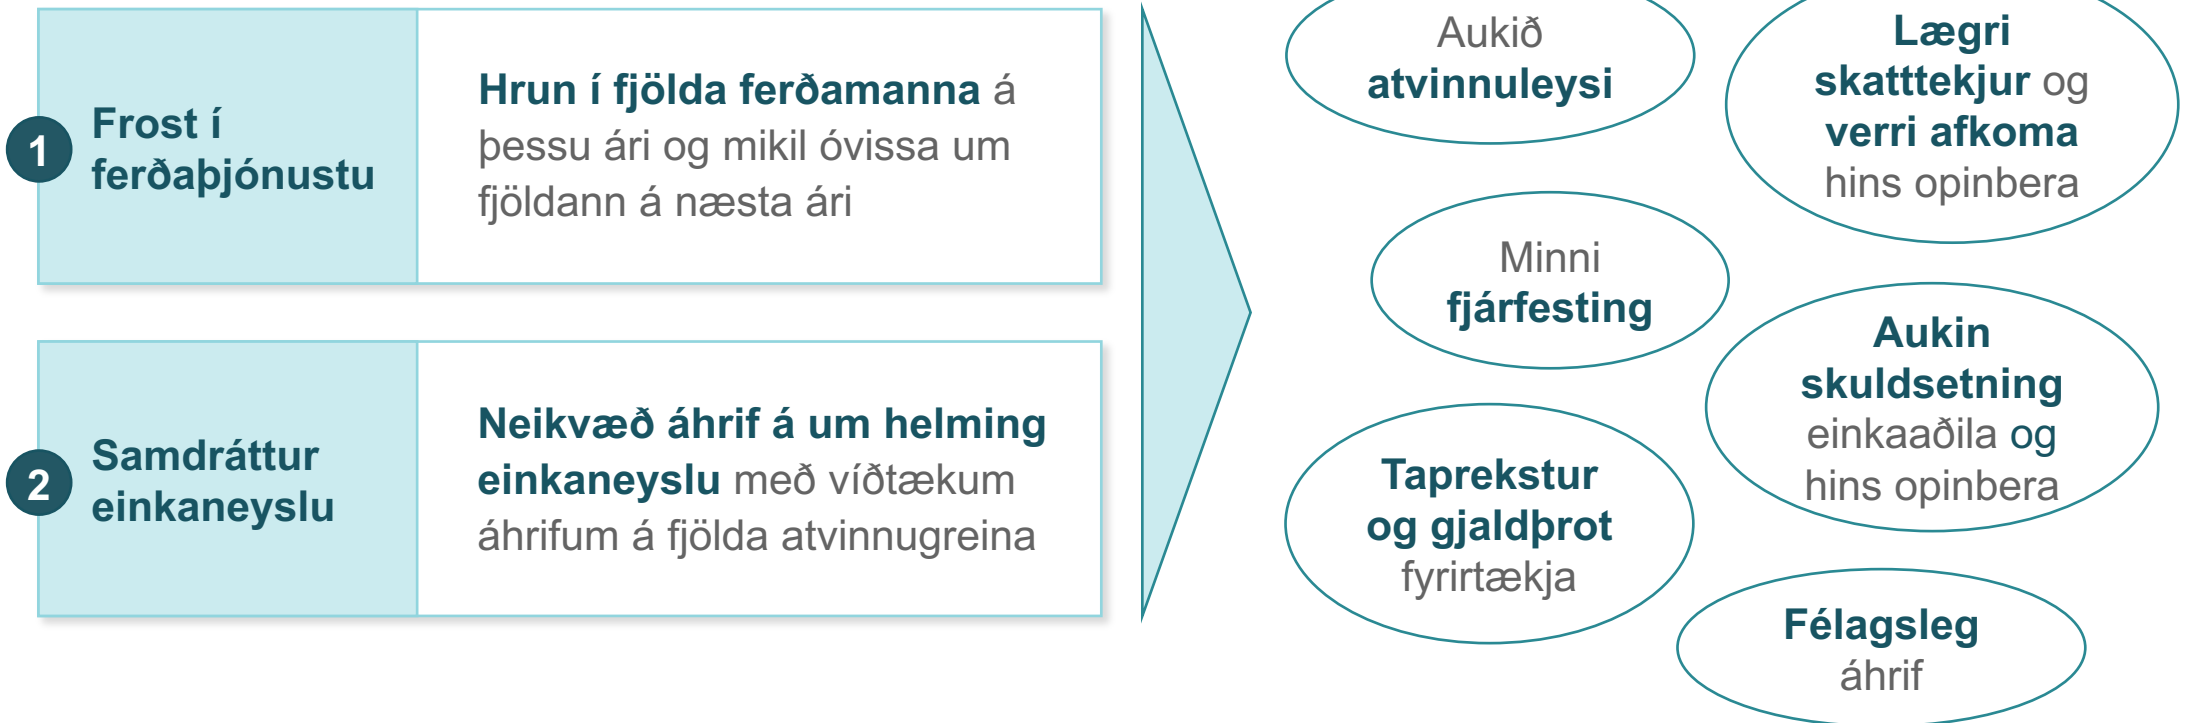 1
Frost í
ferðaþjónustu
Hrun í fjölda ferðamanna á
þessu ári og mikil óvissa um
fjöldann á næsta ári
2
Samdráttur
einkaneyslu
Neikvæð áhrif á um helming
einkaneyslu með víðtækum
áhrifum á fjölda atvinnugreina
Aukið
atvinnuleysi
Lægri
skatttekjur og
verri afkoma
hins opinbera
Minni
fjárfesting
Aukin
skuldsetning
einkaaðila og
hins opinbera
Taprekstur
og gjaldþrot
fyrirtækja
Félagsleg
áhrif